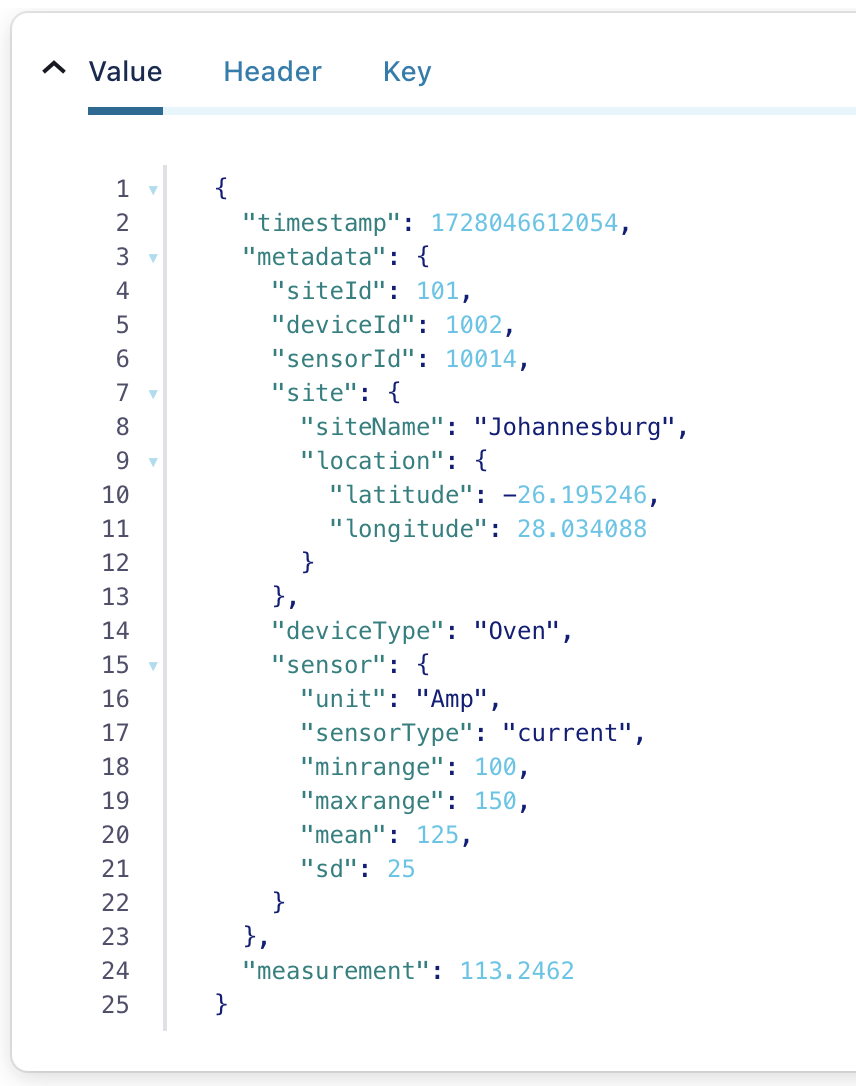 Value Header Key
1 {
2 "timestamp": 1728046612054,
3 "metadata": {
4 "siteId": 101,
5 "deviceId": 1002,
6 "sensorId": 10014,
7 "site": {
8 "siteName": "Johannesburg",
9 "location": {
10 "latitude": -26.195246,
11 "longitude": 28.034088
12 }
13 },
14 "deviceType": "Oven",
15 "sensor": {
16 "unit": "Amp",
17 "sensorType": "current",
18 "minrange": 100,
19 "maxrange": 150,
20 "mean": 125,
21 "sd": 25
22 }
23 },
24 "measurement": 113.2462
25 }